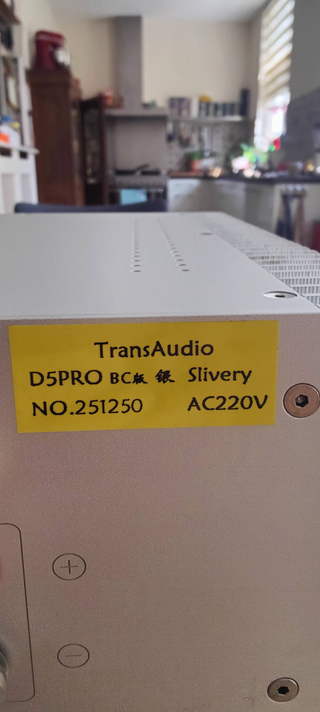 TransAudio
D5PRO BC版 银 Slivery
NO.251250 AC220V
+
−